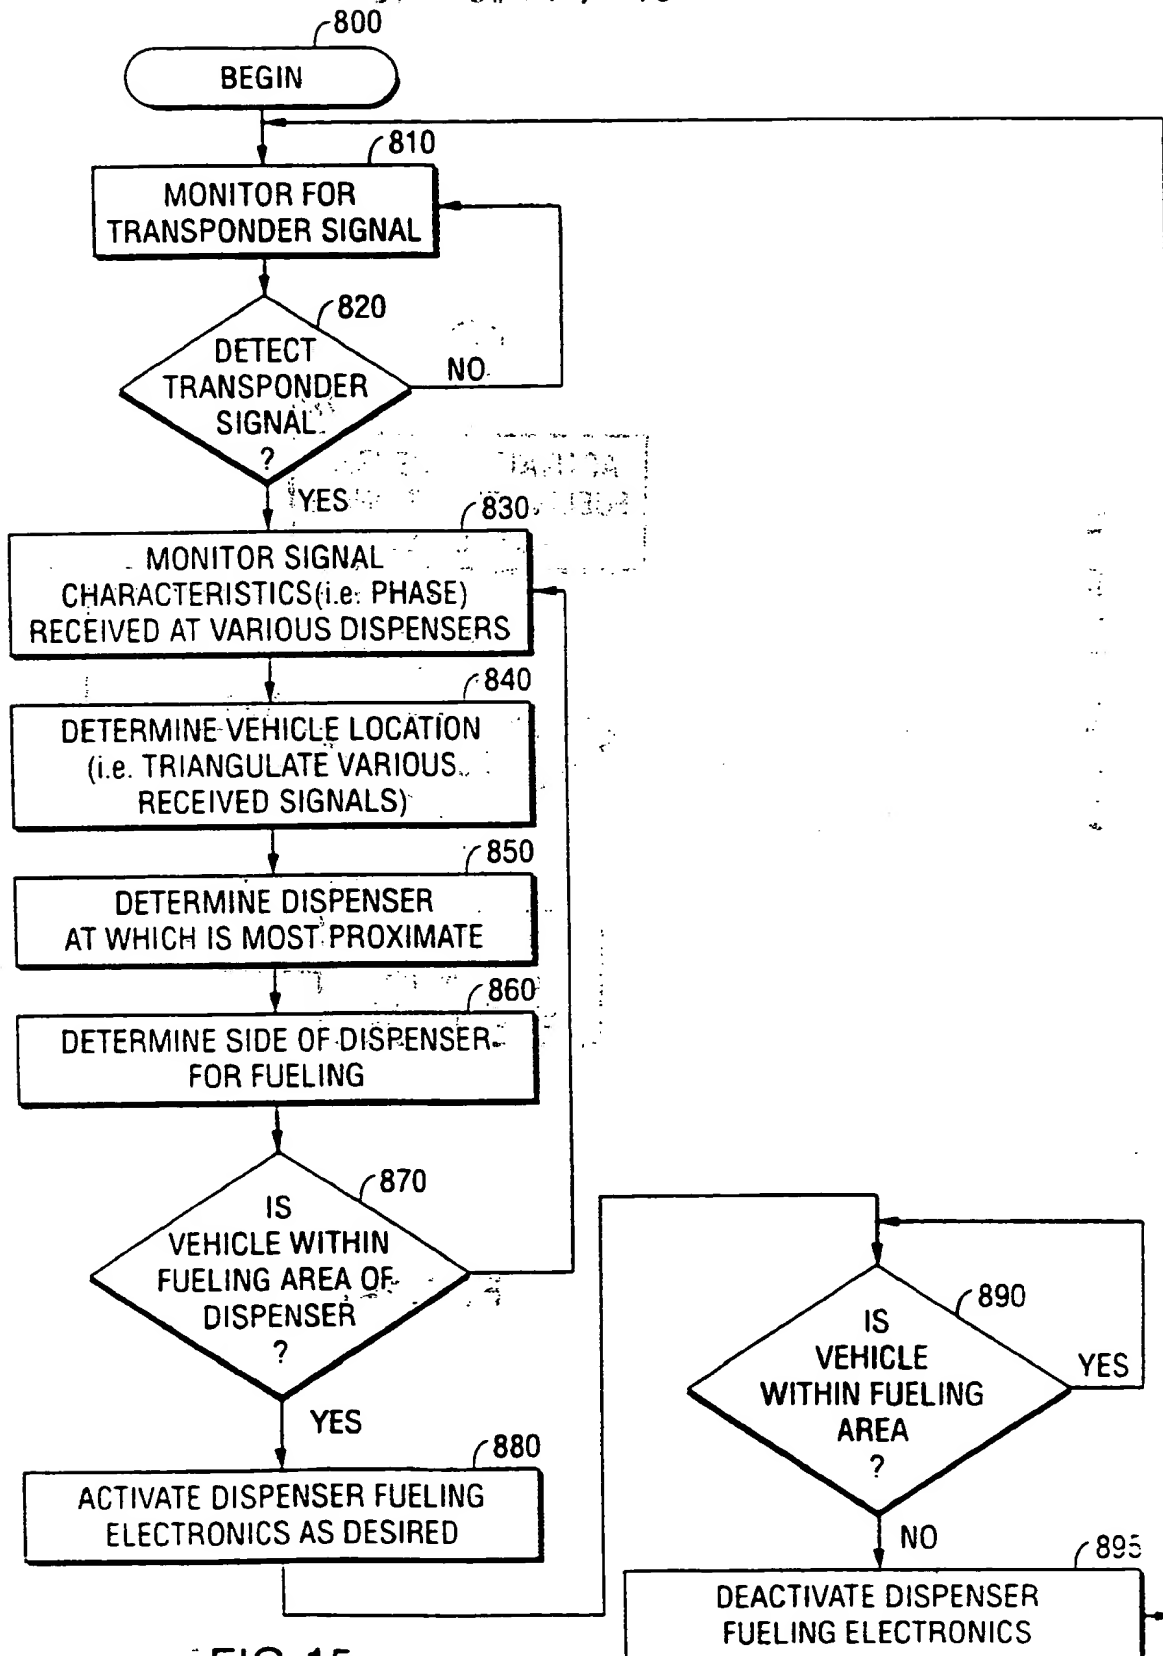 800
BEGIN
810
MONITOR FOR
TRANSPONDER SIGNAL
820
DETECT
TRANSPONDER
SIGNAL
?
NO
YES
830
MONITOR SIGNAL
CHARACTERISTICS(i.e. PHASE)
RECEIVED AT VARIOUS DISPENSERS
840
DETERMINE VEHICLE LOCATION
(i.e. TRIANGULATE VARIOUS
RECEIVED SIGNALS)
850
DETERMINE DISPENSER
AT WHICH IS MOST PROXIMATE
860
DETERMINE SIDE OF DISPENSER
FOR FUELING
870
IS
VEHICLE WITHIN
FUELING AREA OF
DISPENSER
?
YES
880
ACTIVATE DISPENSER FUELING
ELECTRONICS AS DESIRED
890
IS
VEHICLE
WITHIN FUELING
AREA
?
YES
NO
895
DEACTIVATE DISPENSER
FUELING ELECTRONICS
FIG 15